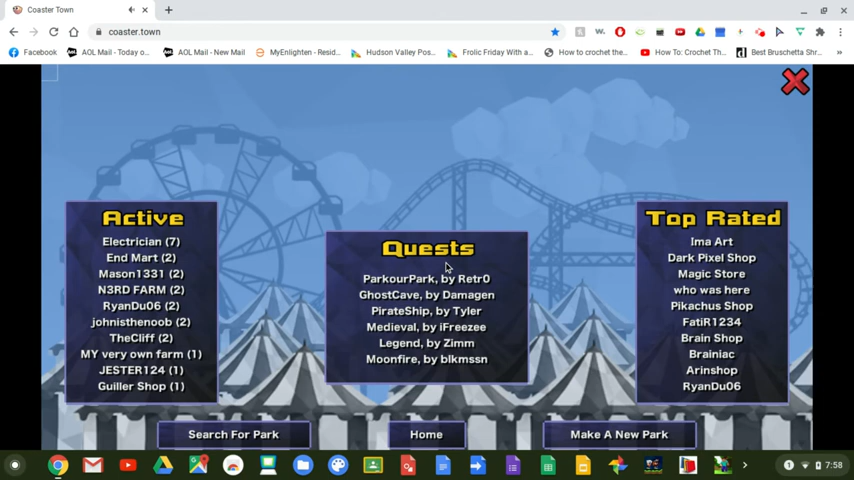 Coaster Town
coaster.town
Facebook
AOL Mail - Today o...
AOL Mail - New Mail
MyEnlighten - Resid...
Hudson Valley Pos...
Frolic Friday With a...
How to crochet the...
How To: Crochet Th...
Best Bruschetta Shr...
Active
Electrician (7)
End Mart (2)
Mason1331 (2)
N3RD FARM (2)
RyanDu06 (2)
johnisthenoob (2)
TheCliff (2)
MY very own farm (1)
JESTER124 (1)
Guiller Shop (1)
Quests
ParkourPark, by Retr0
GhostCave, by Damagen
PirateShip, by Tyler
Medieval, by iFreezee
Legend, by Zimm
Moonfire, by blkmssn
Top Rated
Ima Art
Dark Pixel Shop
Magic Store
who was here
Pikachus Shop
FatiR1234
Brain Shop
Brainiac
Arinshop
RyanDu06
Search For Park
Home
Make A New Park
1
7:58